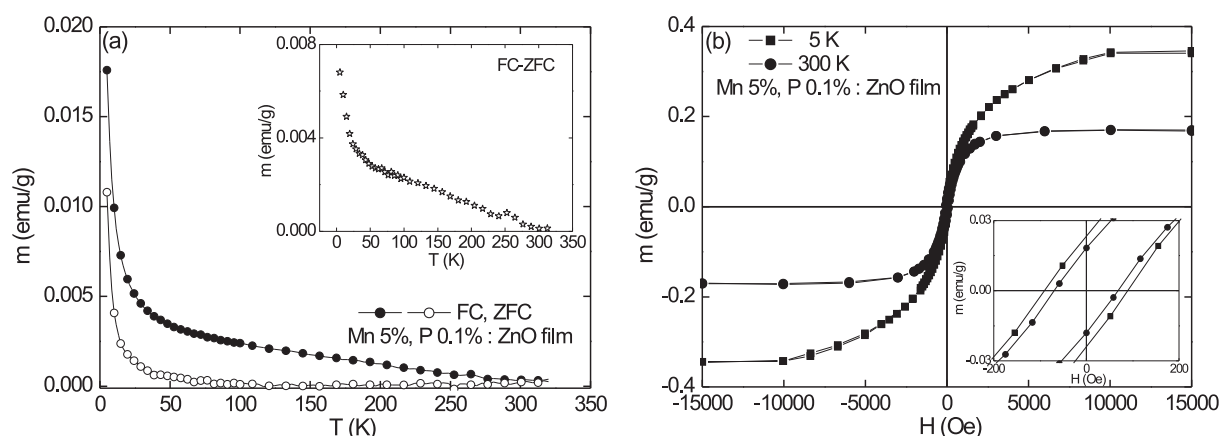 (a)
0.020
0.015
0.010
0.005
0.000
m (emu/g)
0 50 100 150 200 250 300 350
T (K)
FC, ZFC
Mn 5%, P 0.1% : ZnO film
FC-ZFC
0.008
0.004
0.000
m (emu/g)
0 50 100 150 200 250 300 350
T (K)
(b)
0.4
0.2
0.0
-0.2
-0.4
m (emu/g)
-15000 -10000 -5000 0 5000 10000 15000
H (Oe)
5 K
300 K
Mn 5%, P 0.1% : ZnO film
0.03
0.00
-0.03
m (emu/g)
-200 0 200
H (Oe)